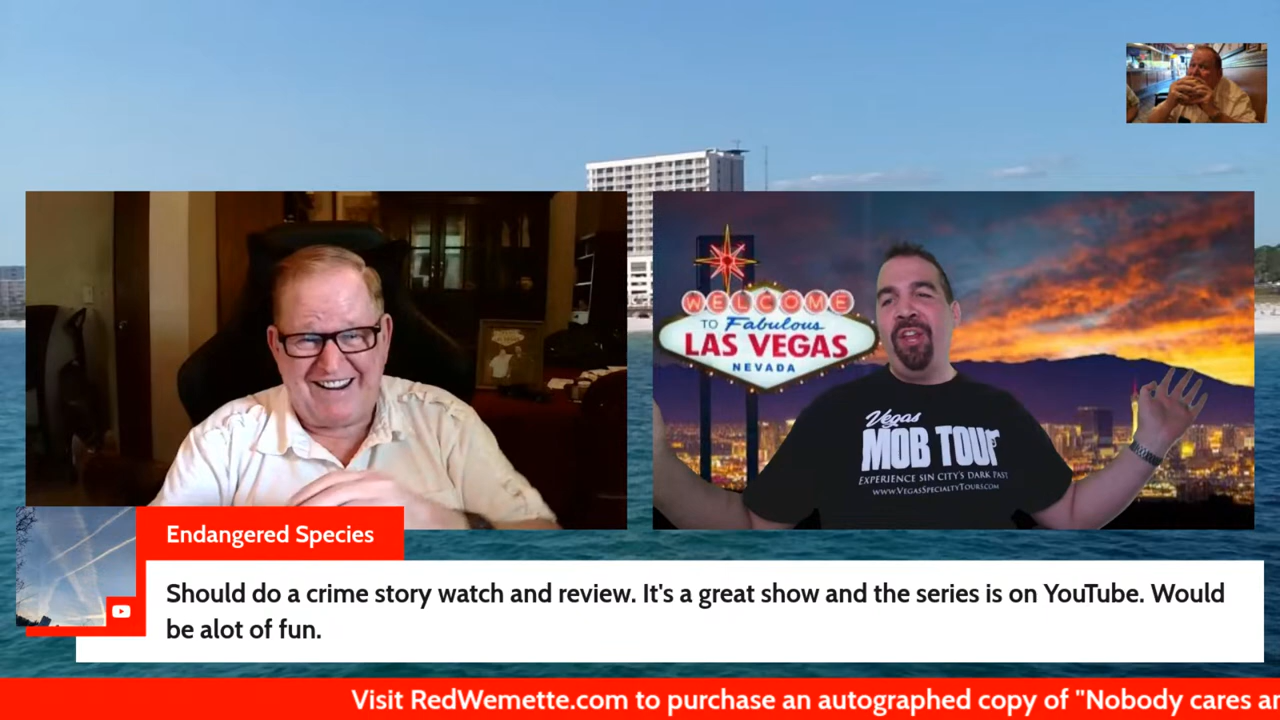 WELCOME
TO Fabulous
LAS VEGAS
NEVADA
Vegas
MOB TOUR
EXPERIENCE SIN CITY'S DARK PAST
WWW.VEGASSPECIALTYTOURS.COM
Endangered Species
Should do a crime story watch and review. It's a great show and the series is on YouTube. Would
be alot of fun.
Visit RedWemette.com to purchase an autographed copy of "Nobody cares an